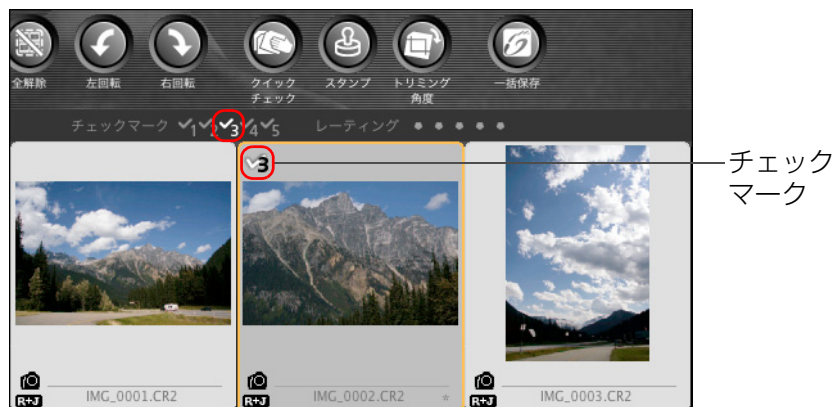 全解除 左回転 右回転 クイック スタンプ トリミング 一括保存
チェック 角度
チェックマーク 1 2 3 4 5 レーティング
3
チェック
マーク
R+J IMG_0001.CR2 R+J IMG_0002.CR2 * R+J IMG_0003.CR2